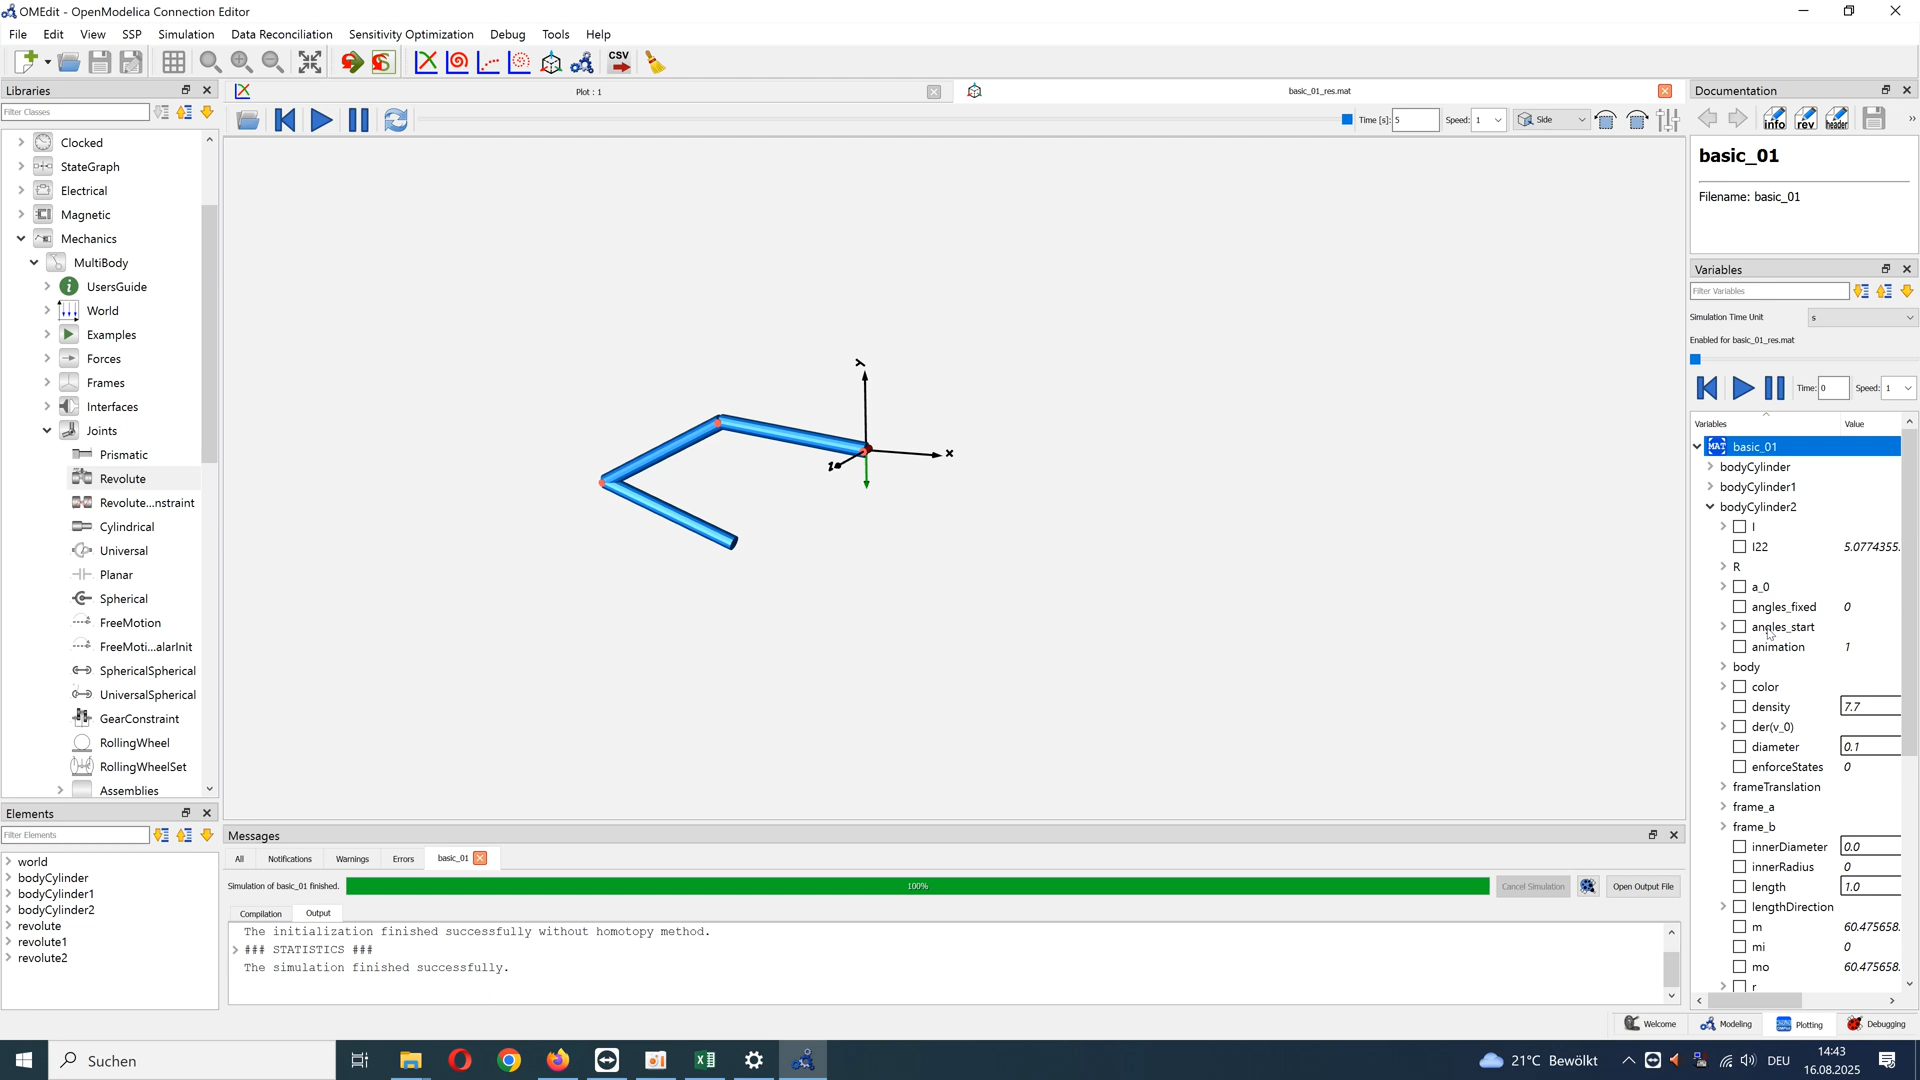 OMEdit - OpenModelica Connection Editor
File Edit View SSP Simulation Data Reconciliation Sensitivity Optimization Debug Tools Help
CSV
Libraries
Filter Classes
Clocked
StateGraph
Electrical
Magnetic
Mechanics
MultiBody
UsersGuide
World
Examples
Forces
Frames
Interfaces
Joints
Prismatic
Revolute
Revolute...nstraint
Cylindrical
Universal
Planar
Spherical
FreeMotion
FreeMoti...alarInit
SphericalSpherical
UniversalSpherical
GearConstraint
RollingWheel
RollingWheelSet
Assemblies
Elements
Filter Elements
world
bodyCylinder
bodyCylinder1
bodyCylinder2
revolute
revolute1
revolute2
Plot : 1
basic_01_res.mat
Time [s]: 5 Speed: 1 Side
Y
X
Z
Messages
All Notifications Warnings Errors basic_01
Simulation of basic_01 finished. 100% Cancel Simulation Open Output File
Compilation Output
The initialization finished successfully without homotopy method.
### STATISTICS ###
The simulation finished successfully.
Documentation
info rev header »
basic_01
Filename: basic_01
Variables
Filter Variables
Simulation Time Unit s
Enabled for basic_01_res.mat
Time: 0 Speed: 1
Variables Value
MAT basic_01
bodyCylinder
bodyCylinder1
bodyCylinder2
I
I22 5.0774355.
R
a_0
angles_fixed 0
angles_start
animation 1
body
color
density 7.7
der(v_0)
diameter 0.1
enforceStates 0
frameTranslation
frame_a
frame_b
innerDiameter 0.0
innerRadius 0
length 1.0
lengthDirection
m 60.475658.
mi 0
mo 60.475658.
r
Welcome Modeling Plotting Debugging
Suchen
21°C Bewölkt DEU 14:43
16.08.2025